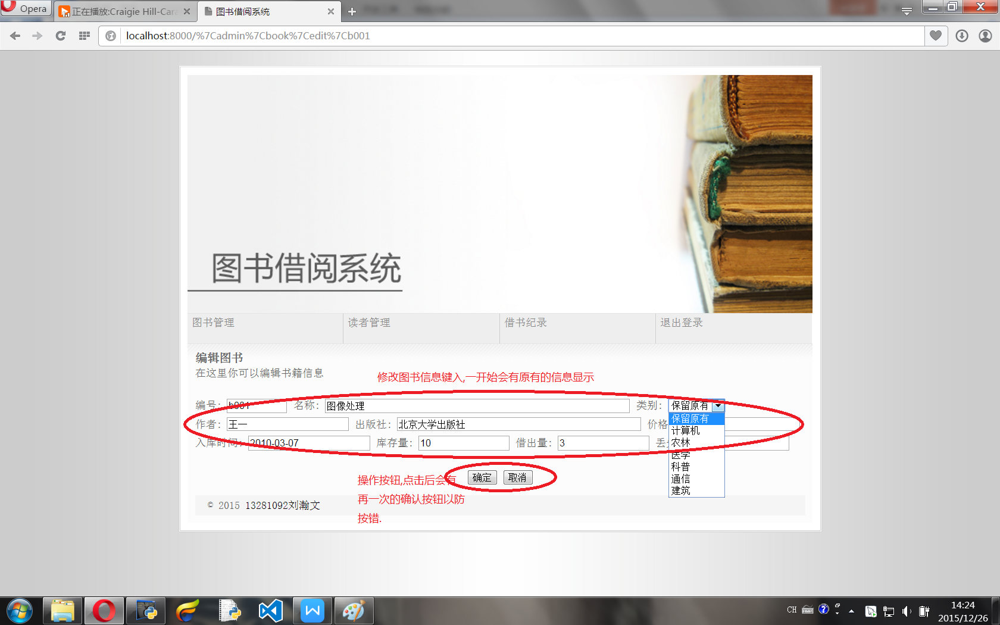 Opera
正在播放:Craigie Hill-Cara
图书借阅系统
localhost:8000/%7Cadmin%7Cbook%7Cedit%7Cb001
图书借阅系统
图书管理
读者管理
借书纪录
退出登录
编辑图书
在这里你可以编辑书籍信息
修改图书信息键入,一开始会有原有的信息显示
编号: b001 名称: 图像处理 类别: 保留原有
作者: 王一 出版社: 北京大学出版社 价格
入库时间: 2010-03-07 库存量: 10 借出量: 3 丢
保留原有
计算机
农林
医学
科普
通信
建筑
确定 取消
操作按钮,点击后会有
再一次的确认按钮以防
按错.
© 2015 13281092刘瀚文
CH
14:24
2015/12/26